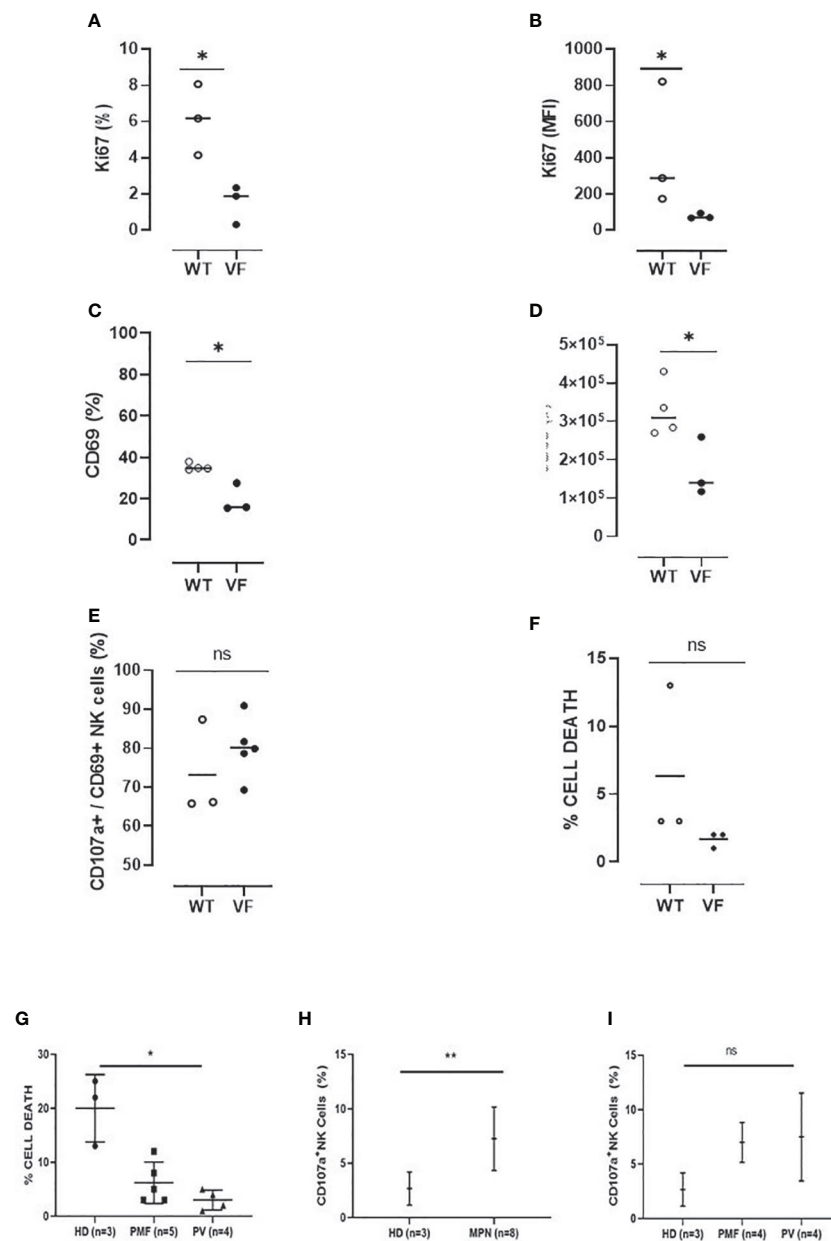 A
Ki67 (%)
10
8
6
4
2
0
*
WT VF
B
Ki67 (MFI)
1000
800
600
400
200
0
*
WT VF
C
CD69 (%)
100
80
60
40
20
0
*
WT VF
D
5×10⁵
4×10⁵
3×10⁵
2×10⁵
1×10⁵
0
*
WT VF
E
CD107a+ / CD69+ NK cells (%)
100
90
80
70
60
50
ns
WT VF
F
% CELL DEATH
15
10
5
0
ns
WT VF
G
% CELL DEATH
30
20
10
0
*
HD (n=3) PMF (n=5) PV (n=4)
H
CD107a⁺NK Cells (%)
15
10
5
0
**
HD (n=3) MPN (n=8)
I
CD107a⁺NK Cells (%)
15
10
5
0
ns
HD (n=3) PMF (n=4) PV (n=4)